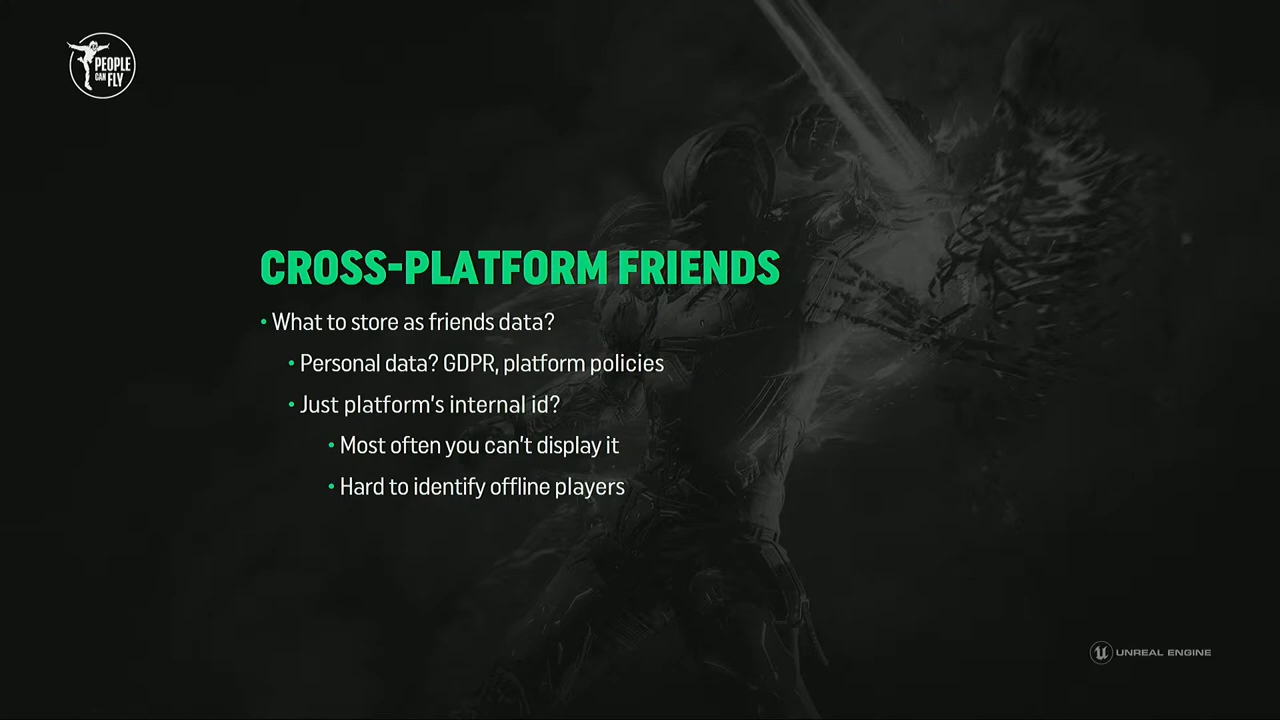 PEOPLE
CAN
FLY
CROSS-PLATFORM FRIENDS
• What to store as friends data?
• Personal data? GDPR, platform policies
• Just platform's internal id?
• Most often you can't display it
• Hard to identify offline players
UNREAL ENGINE